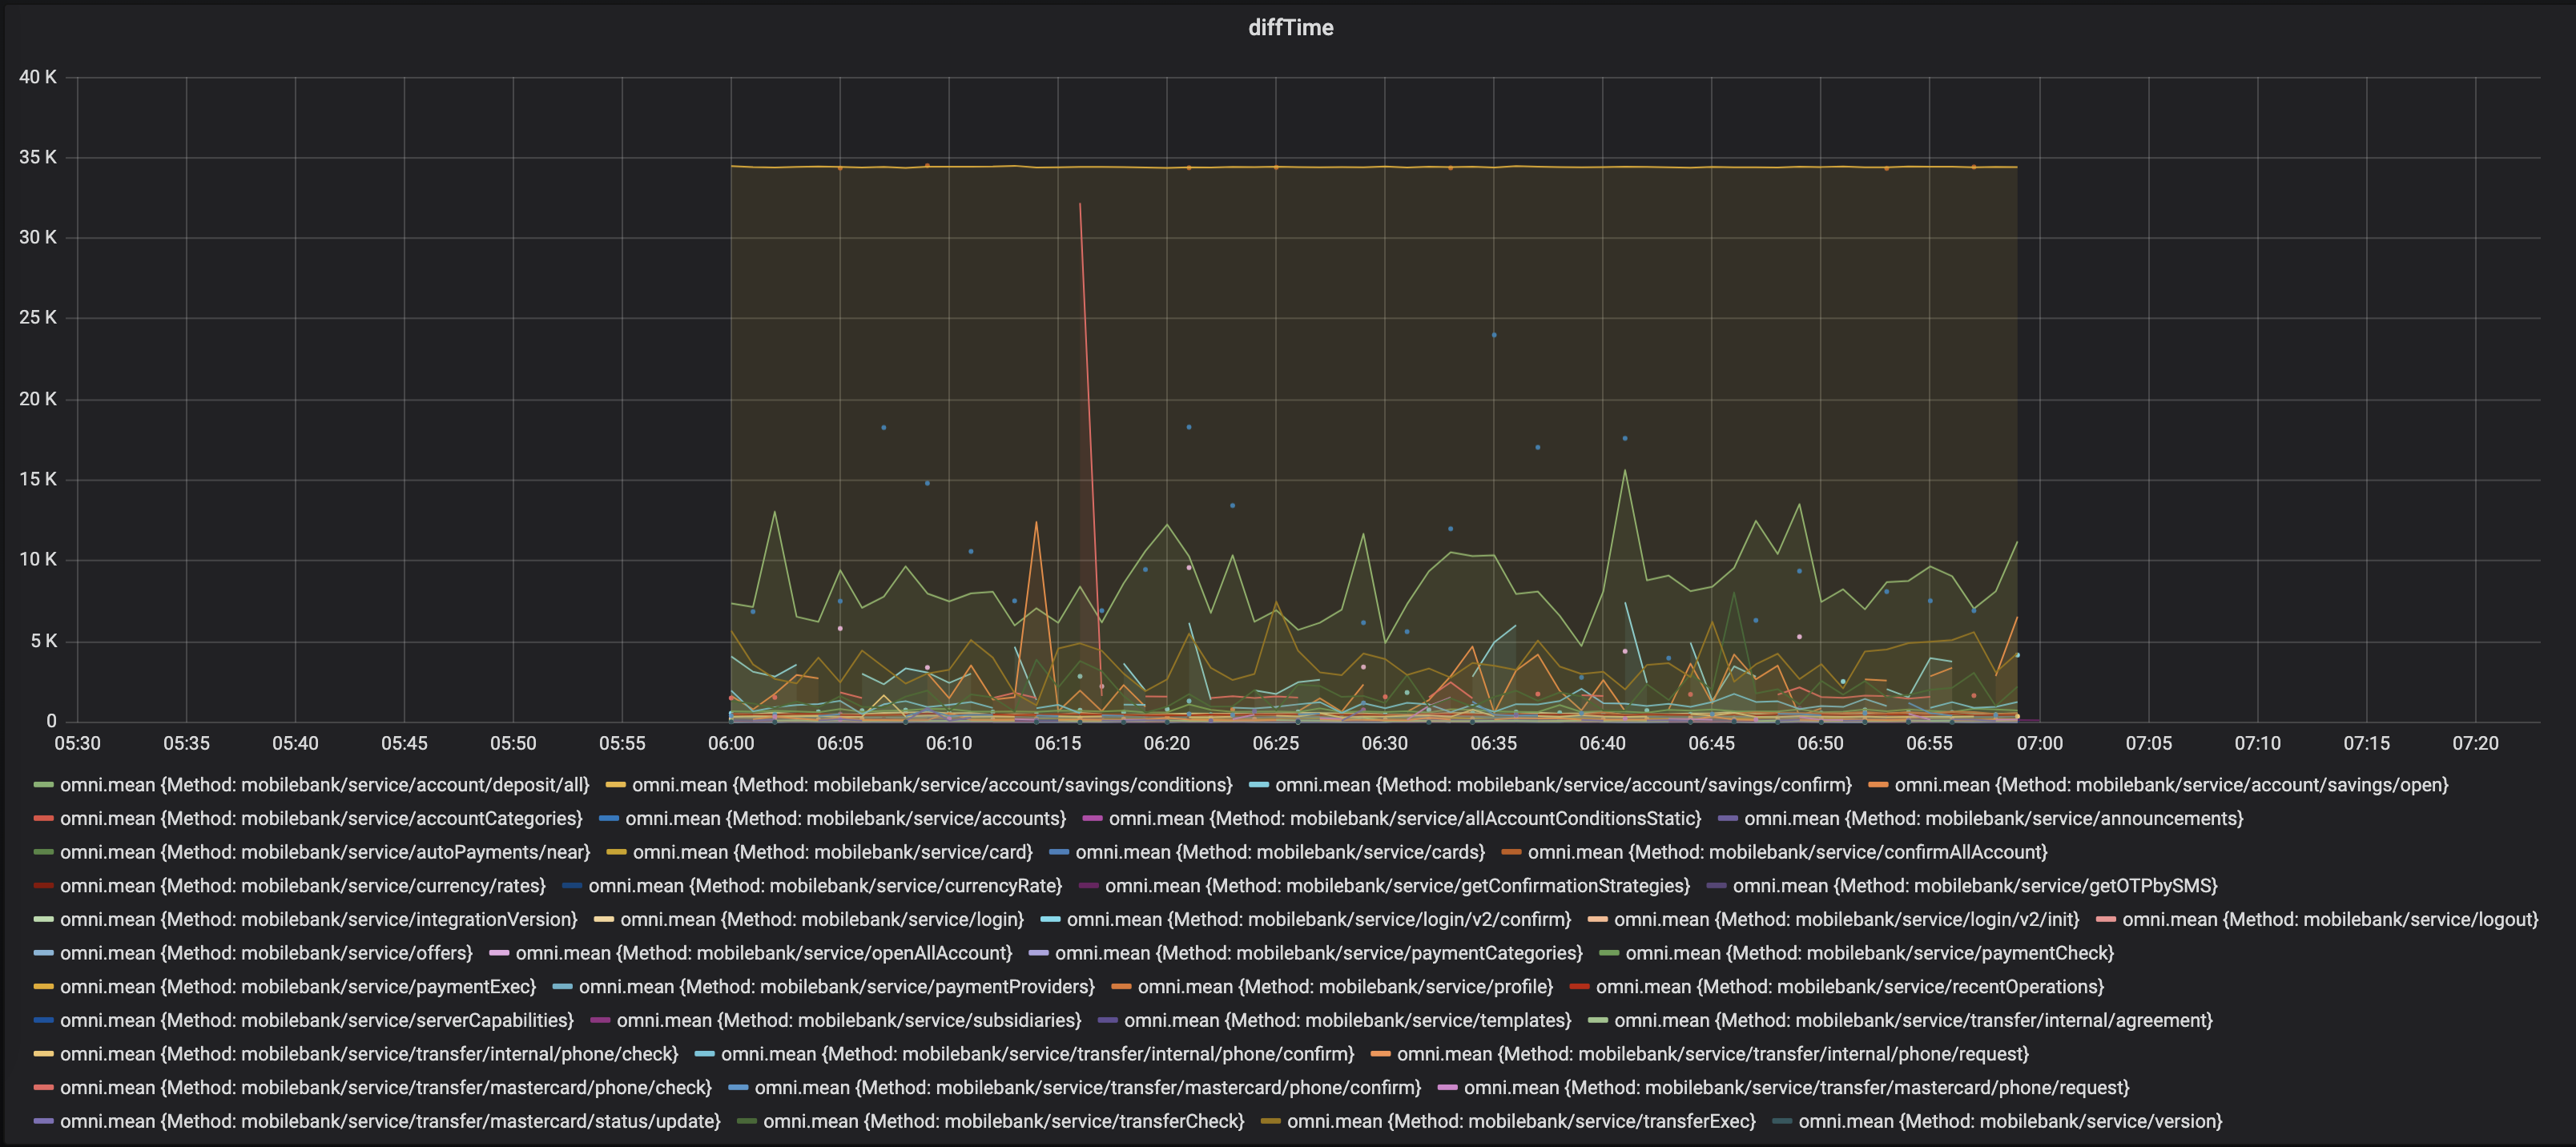 diffTime
40 K
35 K
30 K
25 K
20 K
15 K
10 K
5 K
0
05:30 05:35 05:40 05:45 05:50 05:55 06:00 06:05 06:10 06:15 06:20 06:25 06:30 06:35 06:40 06:45 06:50 06:55 07:00 07:05 07:10 07:15 07:20
omni.mean {Method: mobilebank/service/account/deposit/all} omni.mean {Method: mobilebank/service/account/savings/conditions} omni.mean {Method: mobilebank/service/account/savings/confirm} omni.mean {Method: mobilebank/service/account/savings/open}
omni.mean {Method: mobilebank/service/accountCategories} omni.mean {Method: mobilebank/service/accounts} omni.mean {Method: mobilebank/service/allAccountConditionsStatic} omni.mean {Method: mobilebank/service/announcements}
omni.mean {Method: mobilebank/service/autoPayments/near} omni.mean {Method: mobilebank/service/card} omni.mean {Method: mobilebank/service/cards} omni.mean {Method: mobilebank/service/confirmAllAccount}
omni.mean {Method: mobilebank/service/currency/rates} omni.mean {Method: mobilebank/service/currencyRate} omni.mean {Method: mobilebank/service/getConfirmationStrategies} omni.mean {Method: mobilebank/service/getOTPbySMS}
omni.mean {Method: mobilebank/service/integrationVersion} omni.mean {Method: mobilebank/service/login} omni.mean {Method: mobilebank/service/login/v2/confirm} omni.mean {Method: mobilebank/service/login/v2/init} omni.mean {Method: mobilebank/service/logout}
omni.mean {Method: mobilebank/service/offers} omni.mean {Method: mobilebank/service/openAllAccount} omni.mean {Method: mobilebank/service/paymentCategories} omni.mean {Method: mobilebank/service/paymentCheck}
omni.mean {Method: mobilebank/service/paymentExec} omni.mean {Method: mobilebank/service/paymentProviders} omni.mean {Method: mobilebank/service/profile} omni.mean {Method: mobilebank/service/recentOperations}
omni.mean {Method: mobilebank/service/serverCapabilities} omni.mean {Method: mobilebank/service/subsidiaries} omni.mean {Method: mobilebank/service/templates} omni.mean {Method: mobilebank/service/transfer/internal/agreement}
omni.mean {Method: mobilebank/service/transfer/internal/phone/check} omni.mean {Method: mobilebank/service/transfer/internal/phone/confirm} omni.mean {Method: mobilebank/service/transfer/internal/phone/request}
omni.mean {Method: mobilebank/service/transfer/mastercard/phone/check} omni.mean {Method: mobilebank/service/transfer/mastercard/phone/confirm} omni.mean {Method: mobilebank/service/transfer/mastercard/phone/request}
omni.mean {Method: mobilebank/service/transfer/mastercard/status/update} omni.mean {Method: mobilebank/service/transferCheck} omni.mean {Method: mobilebank/service/transferExec} omni.mean {Method: mobilebank/service/version}